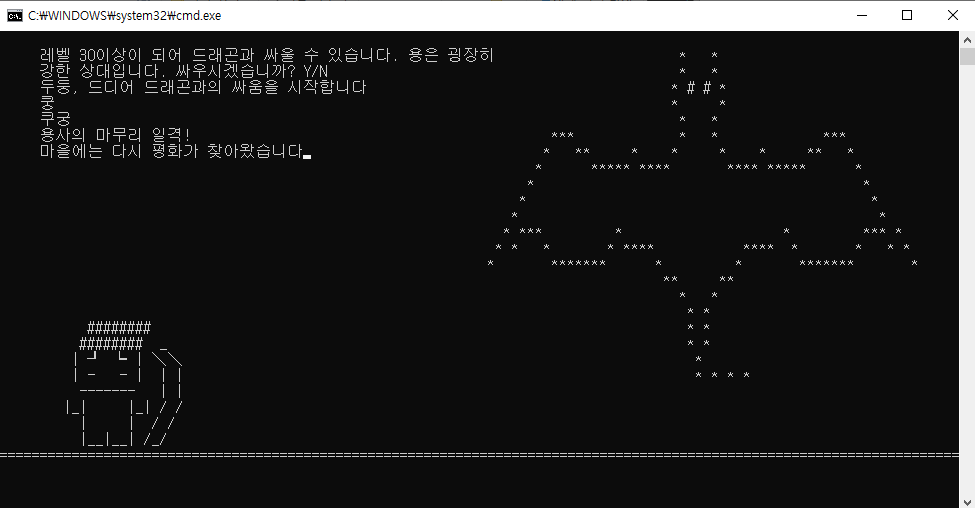 C:₩WINDOWS₩system32₩cmd.exe
레벨 30이상이 되어 드래곤과 싸울 수 있습니다. 용은 굉장히
강한 상대입니다. 싸우시겠습니까? Y/N
두둥, 드디어 드래곤과의 싸움을 시작합니다
쿵
쿠궁
용사의 마무리 일격!
마을에는 다시 평화가 찾아왔습니다